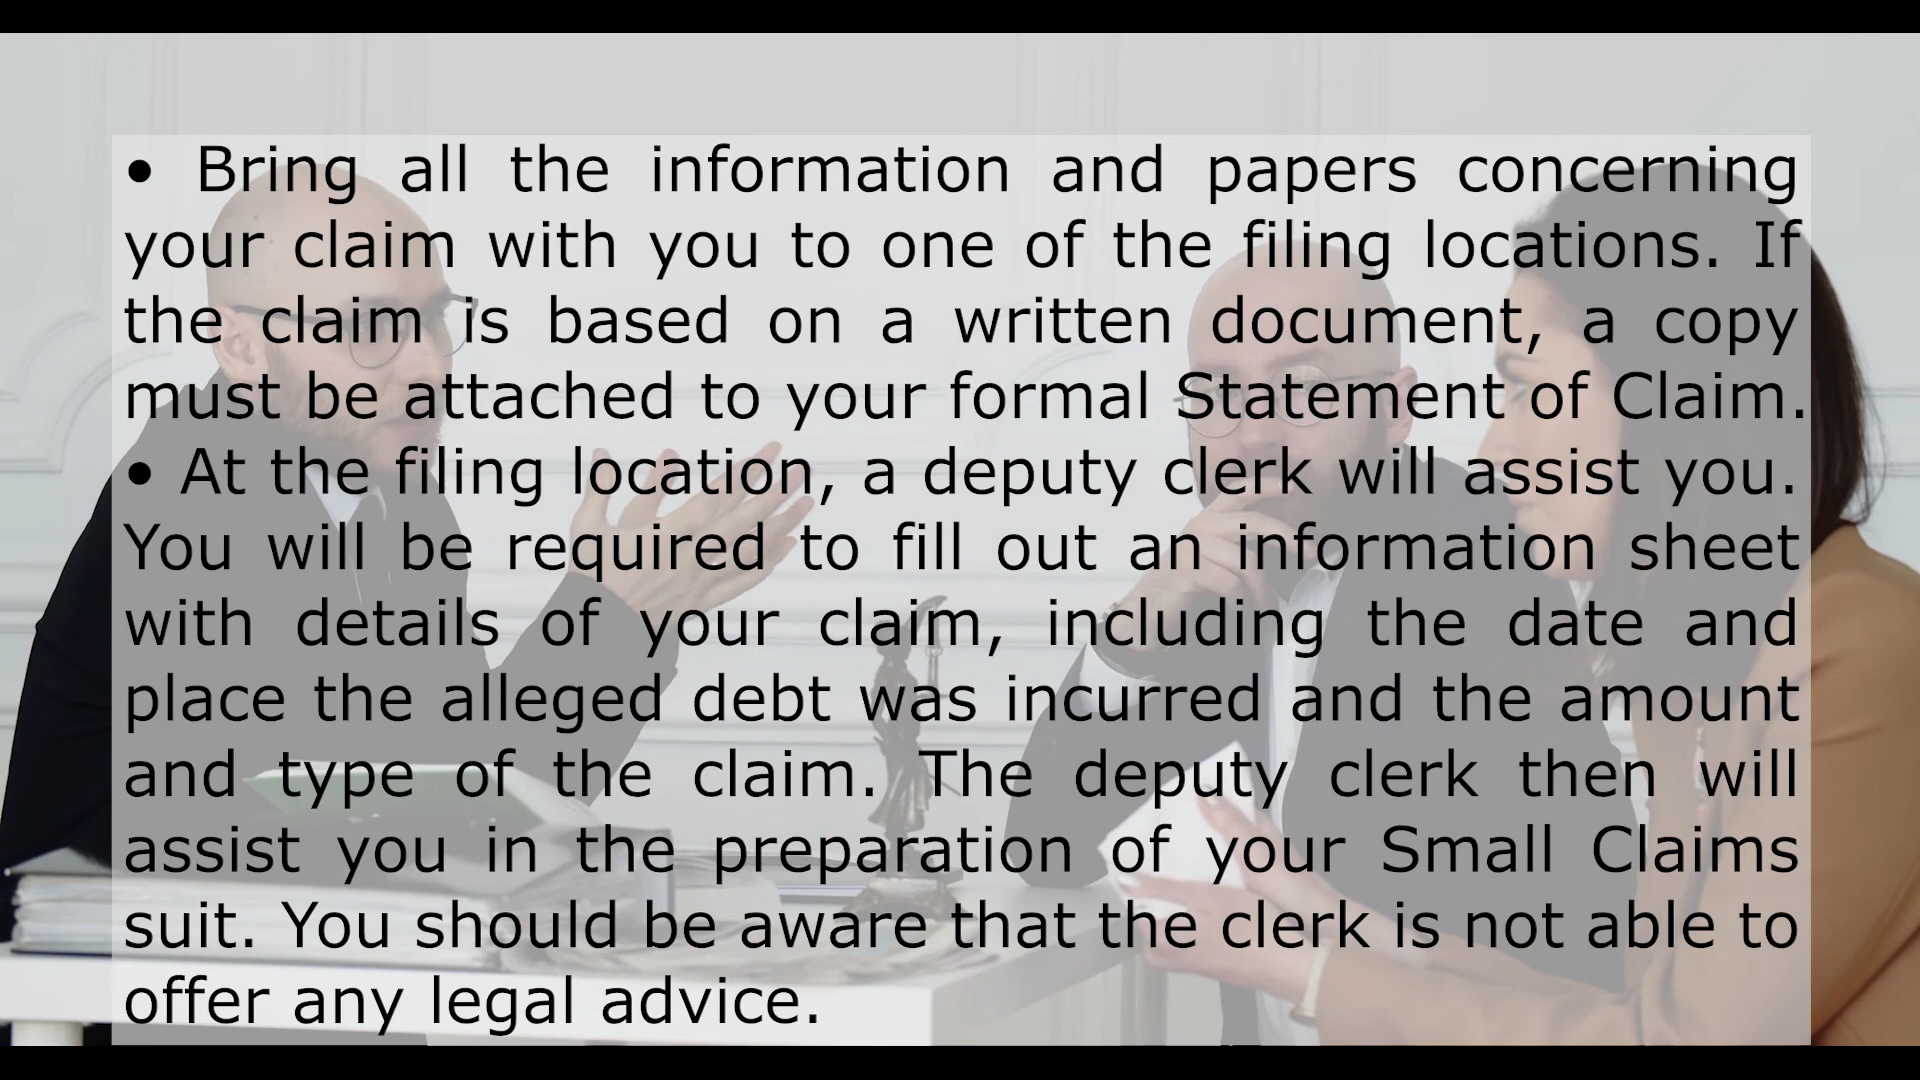 • Bring all the information and papers concerning
your claim with you to one of the filing locations. If
the claim is based on a written document, a copy
must be attached to your formal Statement of Claim.
• At the filing location, a deputy clerk will assist you.
You will be required to fill out an information sheet
with details of your claim, including the date and
place the alleged debt was incurred and the amount
and type of the claim. The deputy clerk then will
assist you in the preparation of your Small Claims
suit. You should be aware that the clerk is not able to
offer any legal advice.